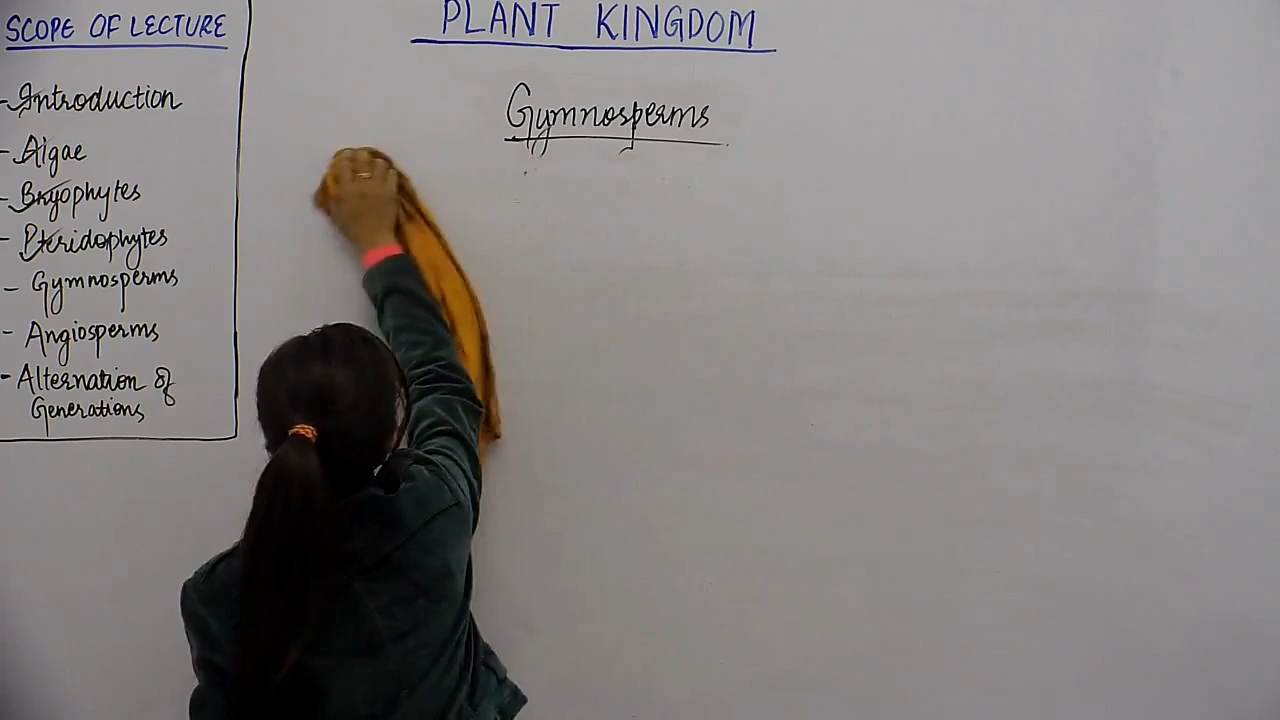 SCOPE OF LECTURE
- Introduction
- Algae
- Bryophytes
- Pteridophytes
- Gymnosperms
- Angiosperms
- Alternation of
Generations
PLANT KINGDOM
Gymnosperms